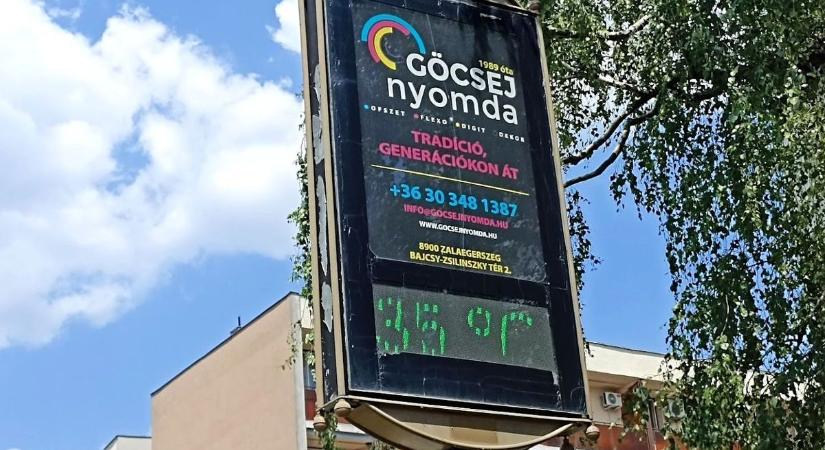 1989 óta
GÖCSEJ
nyomda
OFSZET FLEXO DIGIT DEKOR
TRADÍCIÓ,
GENERÁCIÓKON ÁT
+36 30 348 1387
INFO@GOCSEJNYOMDA.HU
WWW.GOCSEJNYOMDA.HU
8900 ZALAEGERSZEG
BAJCSY-ZSILINSZKY TÉR 2.
35 °